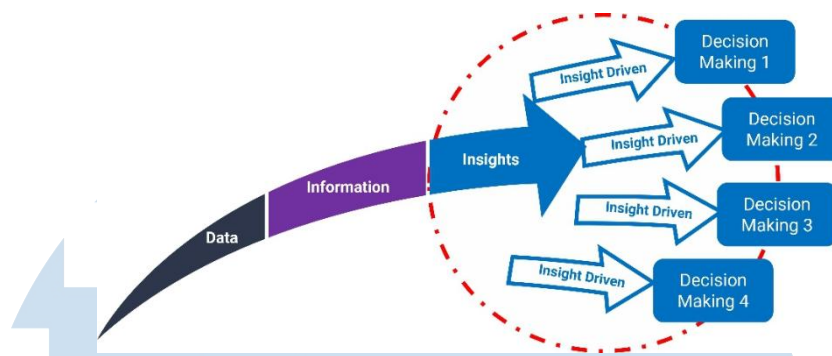 Data
Information
Insights
Insight Driven
Decision
Making 1
Insight Driven
Decision
Making 2
Insight Driven
Decision
Making 3
Insight Driven
Decision
Making 4